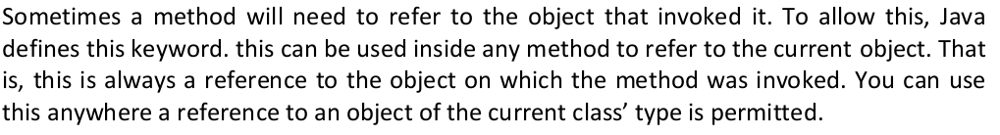 Sometimes a method will need to refer to the object that invoked it. To allow this, Java
defines this keyword. this can be used inside any method to refer to the current object. That
is, this is always a reference to the object on which the method was invoked. You can use
this anywhere a reference to an object of the current class’ type is permitted.